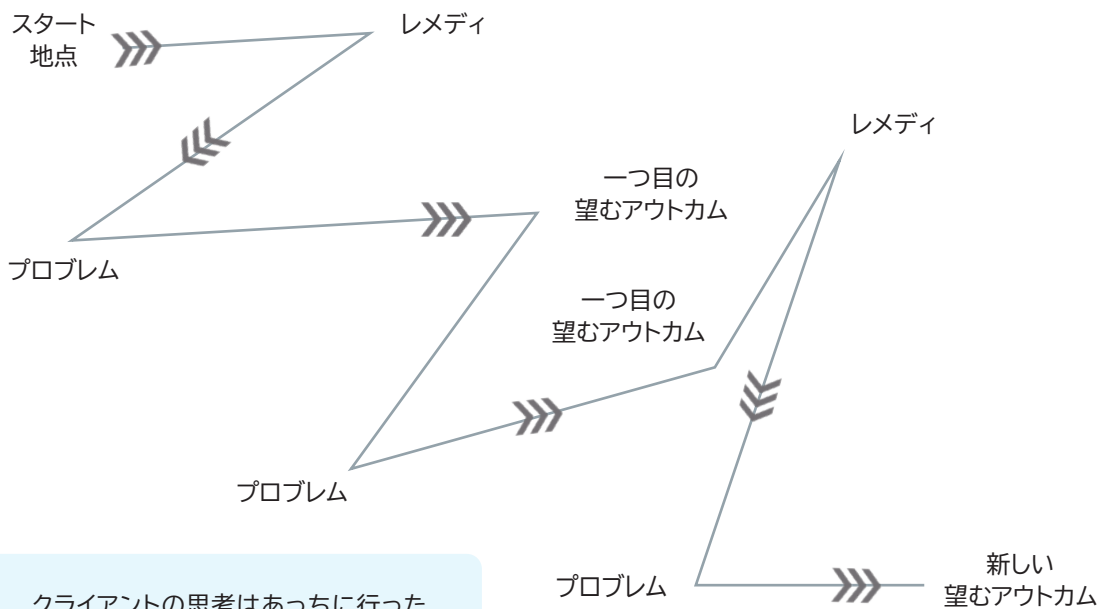 スタート
地点
レメディ
プロブレム
一つ目の
望むアウトカム
一つ目の
望むアウトカム
レメディ
プロブレム
プロブレム
新しい
望むアウトカム
クライアントの思考はあっちに行った